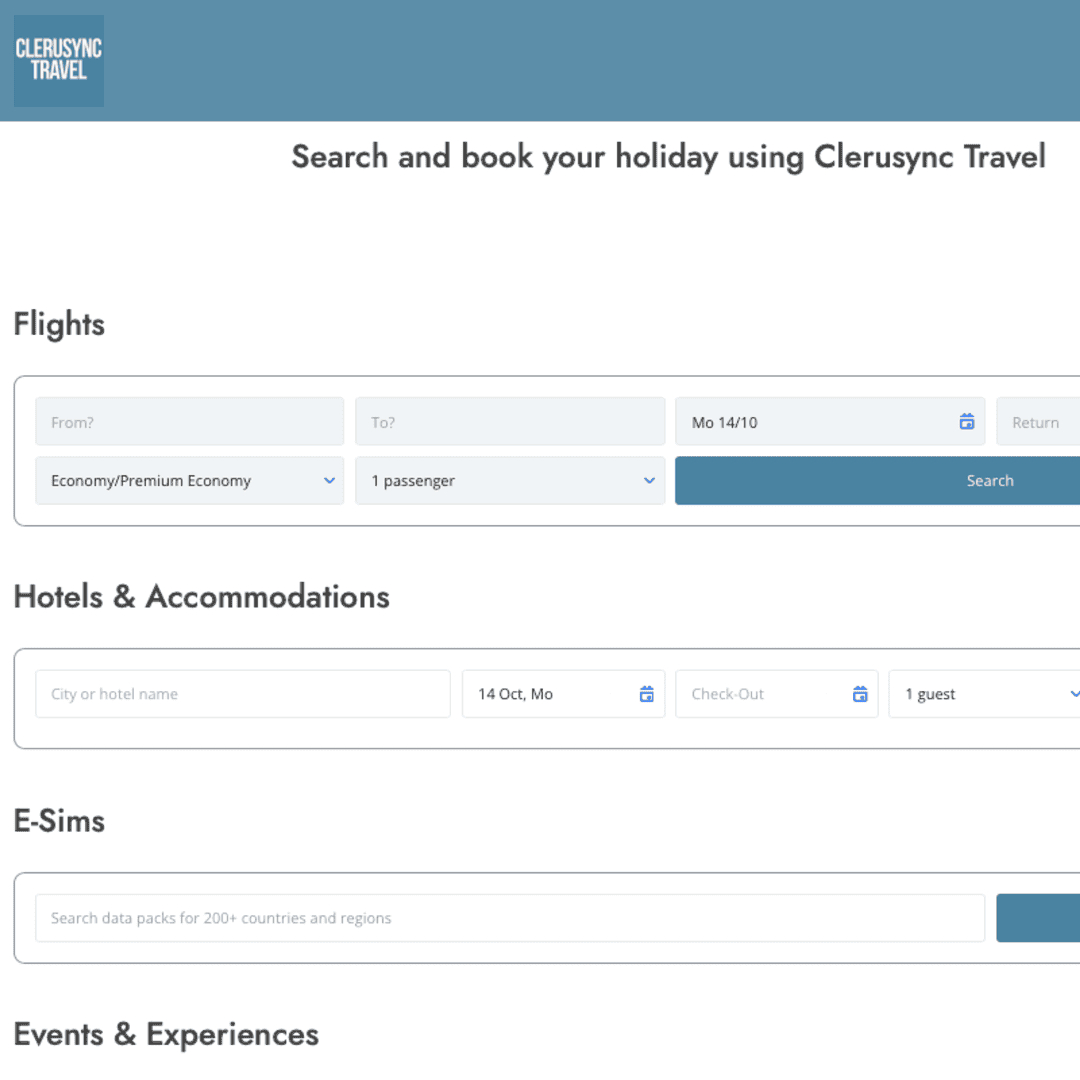 CLERUSYNC
TRAVEL
Search and book your holiday using Clerusync Travel
Flights
From?
To?
Mo 14/10
Return
Economy/Premium Economy
1 passenger
Search
Hotels & Accommodations
City or hotel name
14 Oct, Mo
Check-Out
1 guest
E-Sims
Search data packs for 200+ countries and regions
Events & Experiences